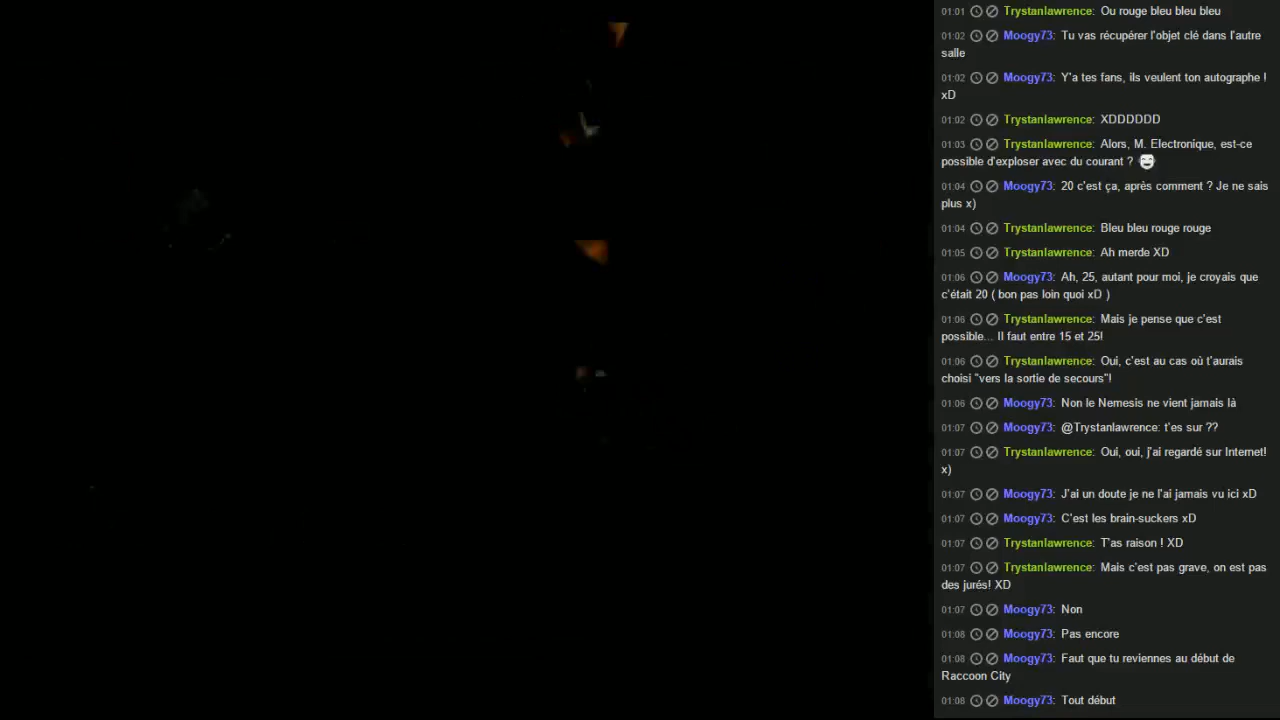 01:01 Trystanlawrence: Ou rouge bleu bleu bleu
01:02 Moogy73: Tu vas récupérer l'objet clé dans l'autre
salle
01:02 Moogy73: Y'a tes fans, ils veulent ton autographe !
xD
01:02 Trystanlawrence: XDDDDDD
01:03 Trystanlawrence: Alors, M. Electronique, est-ce
possible d'exploser avec du courant ?
01:04 Moogy73: 20 c'est ça, après comment ? Je ne sais
plus x)
01:04 Trystanlawrence: Bleu bleu rouge rouge
01:05 Trystanlawrence: Ah merde XD
01:06 Moogy73: Ah, 25, autant pour moi, je croyais que
c'était 20 ( bon pas loin quoi xD )
01:06 Trystanlawrence: Mais je pense que c'est
possible... Il faut entre 15 et 25!
01:06 Trystanlawrence: Oui, c'est au cas où t'aurais
choisi "vers la sortie de secours"!
01:06 Moogy73: Non le Nemesis ne vient jamais là
01:07 Moogy73: @Trystanlawrence: t'es sur ??
01:07 Trystanlawrence: Oui, oui, j'ai regardé sur Internet!
x)
01:07 Moogy73: J'ai un doute je ne l'ai jamais vu ici xD
01:07 Moogy73: C'est les brain-suckers xD
01:07 Trystanlawrence: T'as raison ! XD
01:07 Trystanlawrence: Mais c'est pas grave, on est pas
des jurés! XD
01:07 Moogy73: Non
01:08 Moogy73: Pas encore
01:08 Moogy73: Faut que tu reviennes au début de
Raccoon City
01:08 Moogy73: Tout début